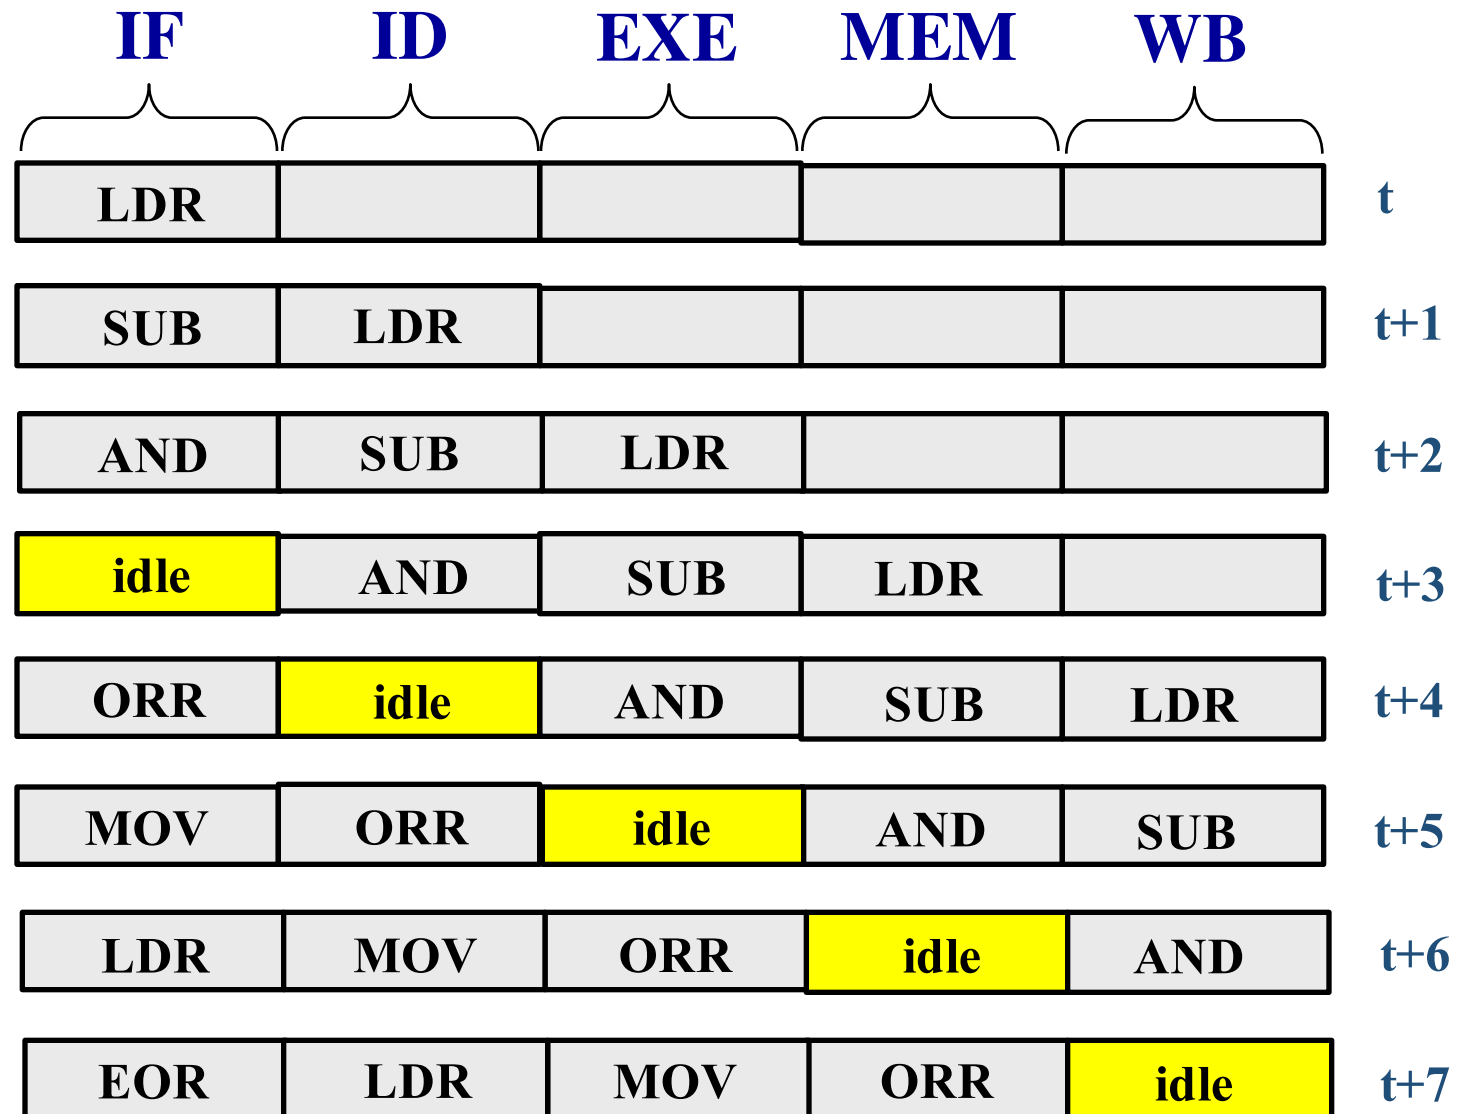 IF ID EXE MEM WB
LDR t
SUB LDR t+1
AND SUB LDR t+2
idle AND SUB LDR t+3
ORR idle AND SUB LDR t+4
MOV ORR idle AND SUB t+5
LDR MOV ORR idle AND t+6
EOR LDR MOV ORR idle t+7